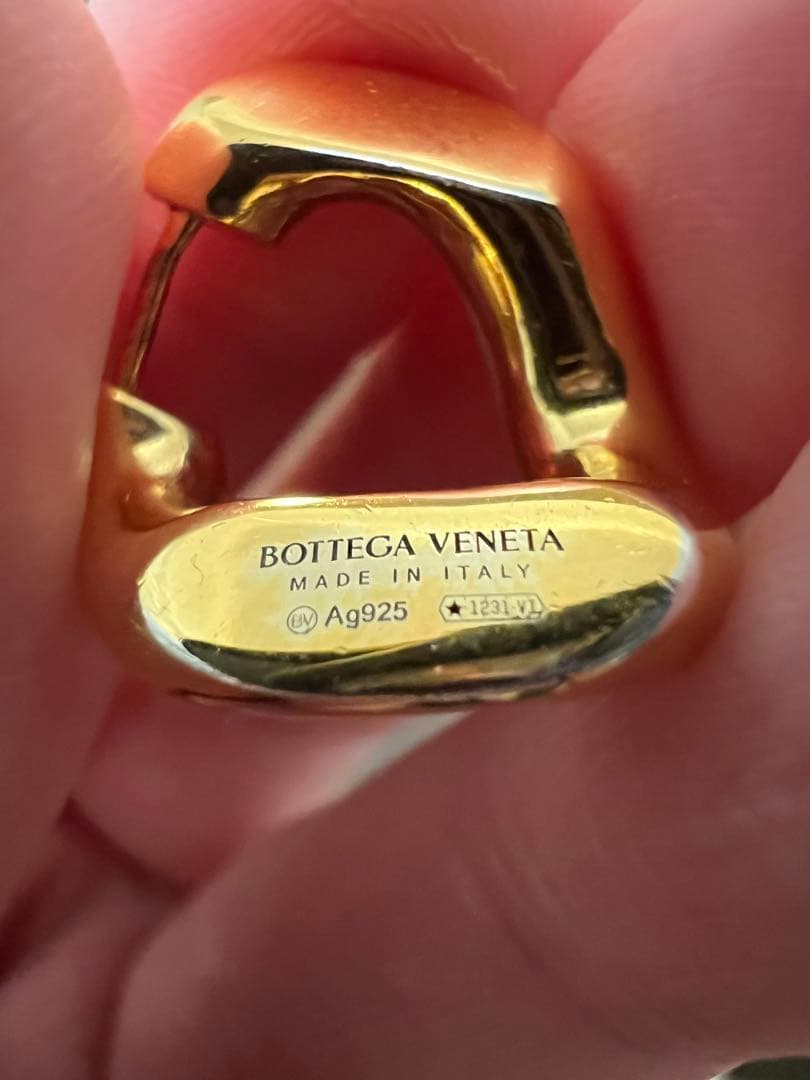 BOTTEGA VENETA
MADE IN ITALY
BV Ag925 ★1231-VI